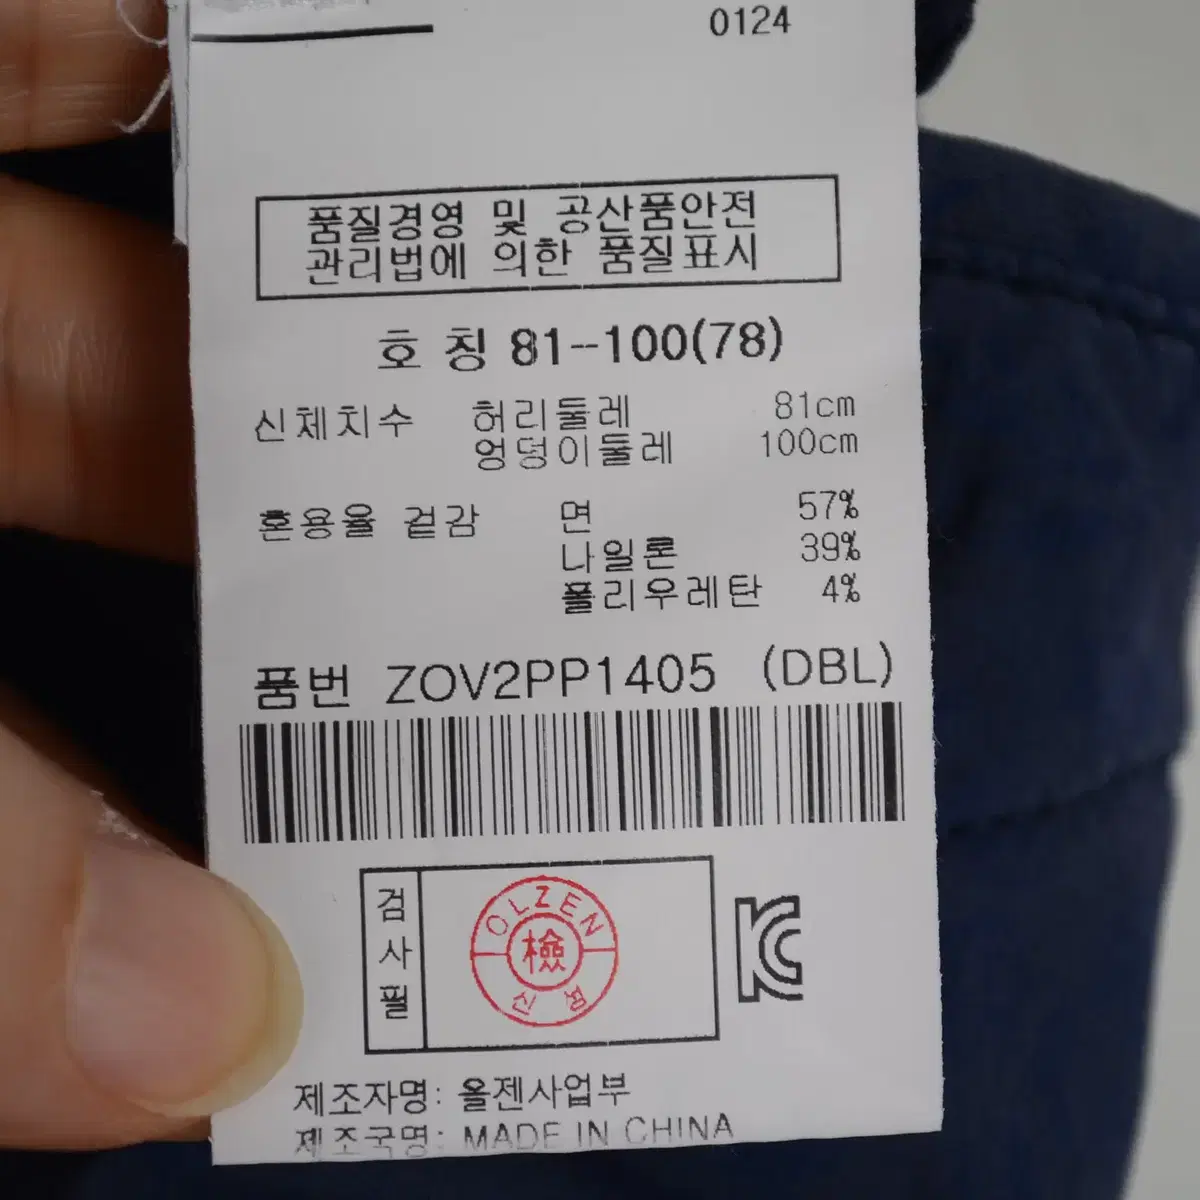 0124
품질경영 및 공산품안전
관리법에 의한 품질표시
호 칭 81-100(78)
신체치수 허리둘레 81cm
엉덩이둘레 100cm
혼용율 겉감 면 57%
나일론 39%
폴리우레탄 4%
품번 ZOV2PP1405 (DBL)
검사필
OLZEN
檢
신성
KC
제조자명: 올젠사업부
제조국명: MADE IN CHINA